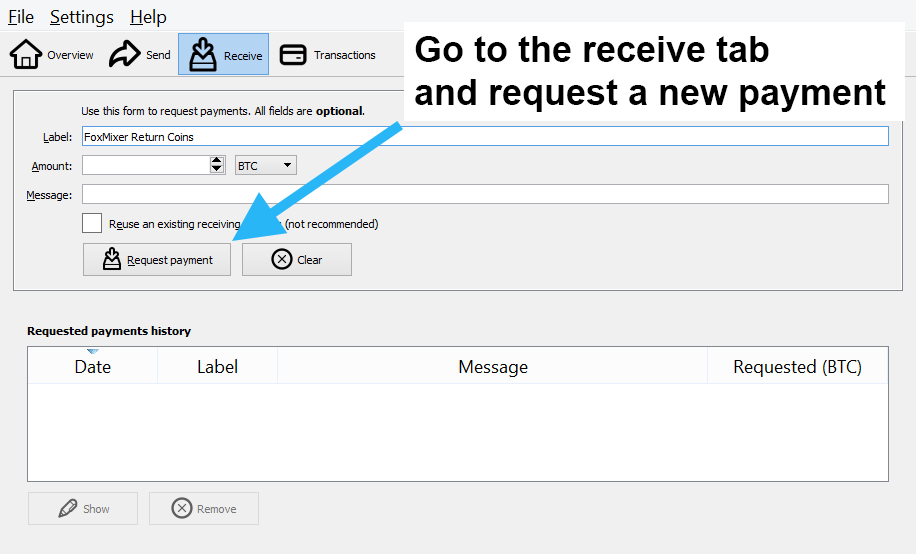 File Settings Help
Overview Send Receive Transactions
Go to the receive tab
and request a new payment
Use this form to request payments. All fields are optional.
Label: FoxMixer Return Coins
Amount: BTC
Message:
Reuse an existing receiving (not recommended)
Request payment Clear
Requested payments history
Date Label Message Requested (BTC)
Show Remove